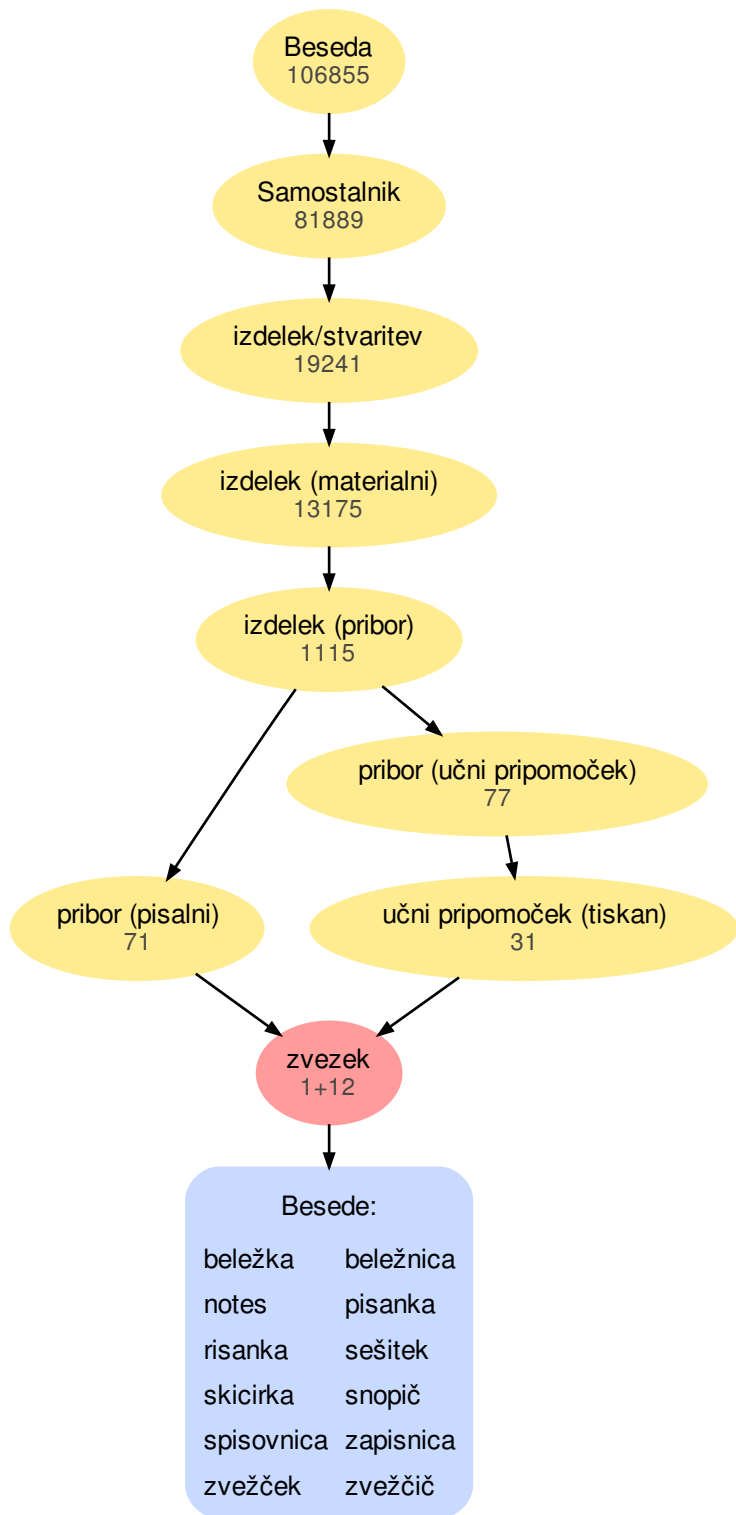 Beseda
106855
Samostalnik
81889
izdelek/stvaritev
19241
izdelek (materialni)
13175
izdelek (pribor)
1115
pribor (učni pripomoček)
77
pribor (pisalni)
71
učni pripomoček (tiskan)
31
zvezek
1+12
Besede:
beležka beležnica
notes pisanka
risanka sešitek
skicirka snopič
spisovnica zapisnica
zvežček zvežčič